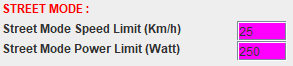 STREET MODE :
Street Mode Speed Limit (Km/h) 25
Street Mode Power Limit (Watt) 250